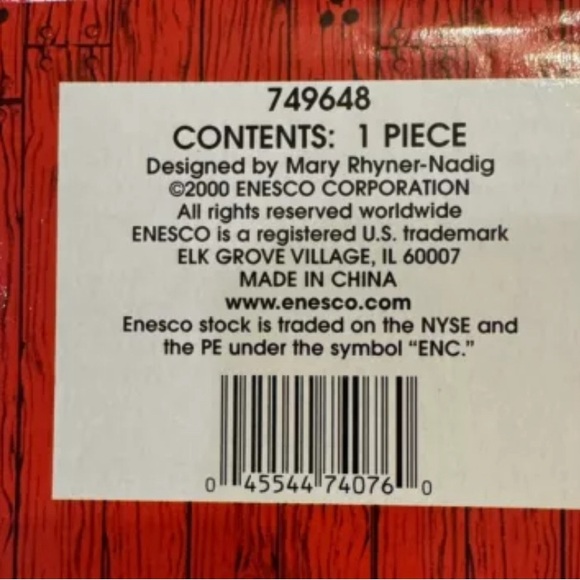 749648
CONTENTS: 1 PIECE
Designed by Mary Rhyner-Nadig
©2000 ENESCO CORPORATION
All rights reserved worldwide
ENESCO is a registered U.S. trademark
ELK GROVE VILLAGE, IL 60007
MADE IN CHINA
www.enesco.com
Enesco stock is traded on the NYSE and
the PE under the symbol “ENC.”
0 45544 74076 0